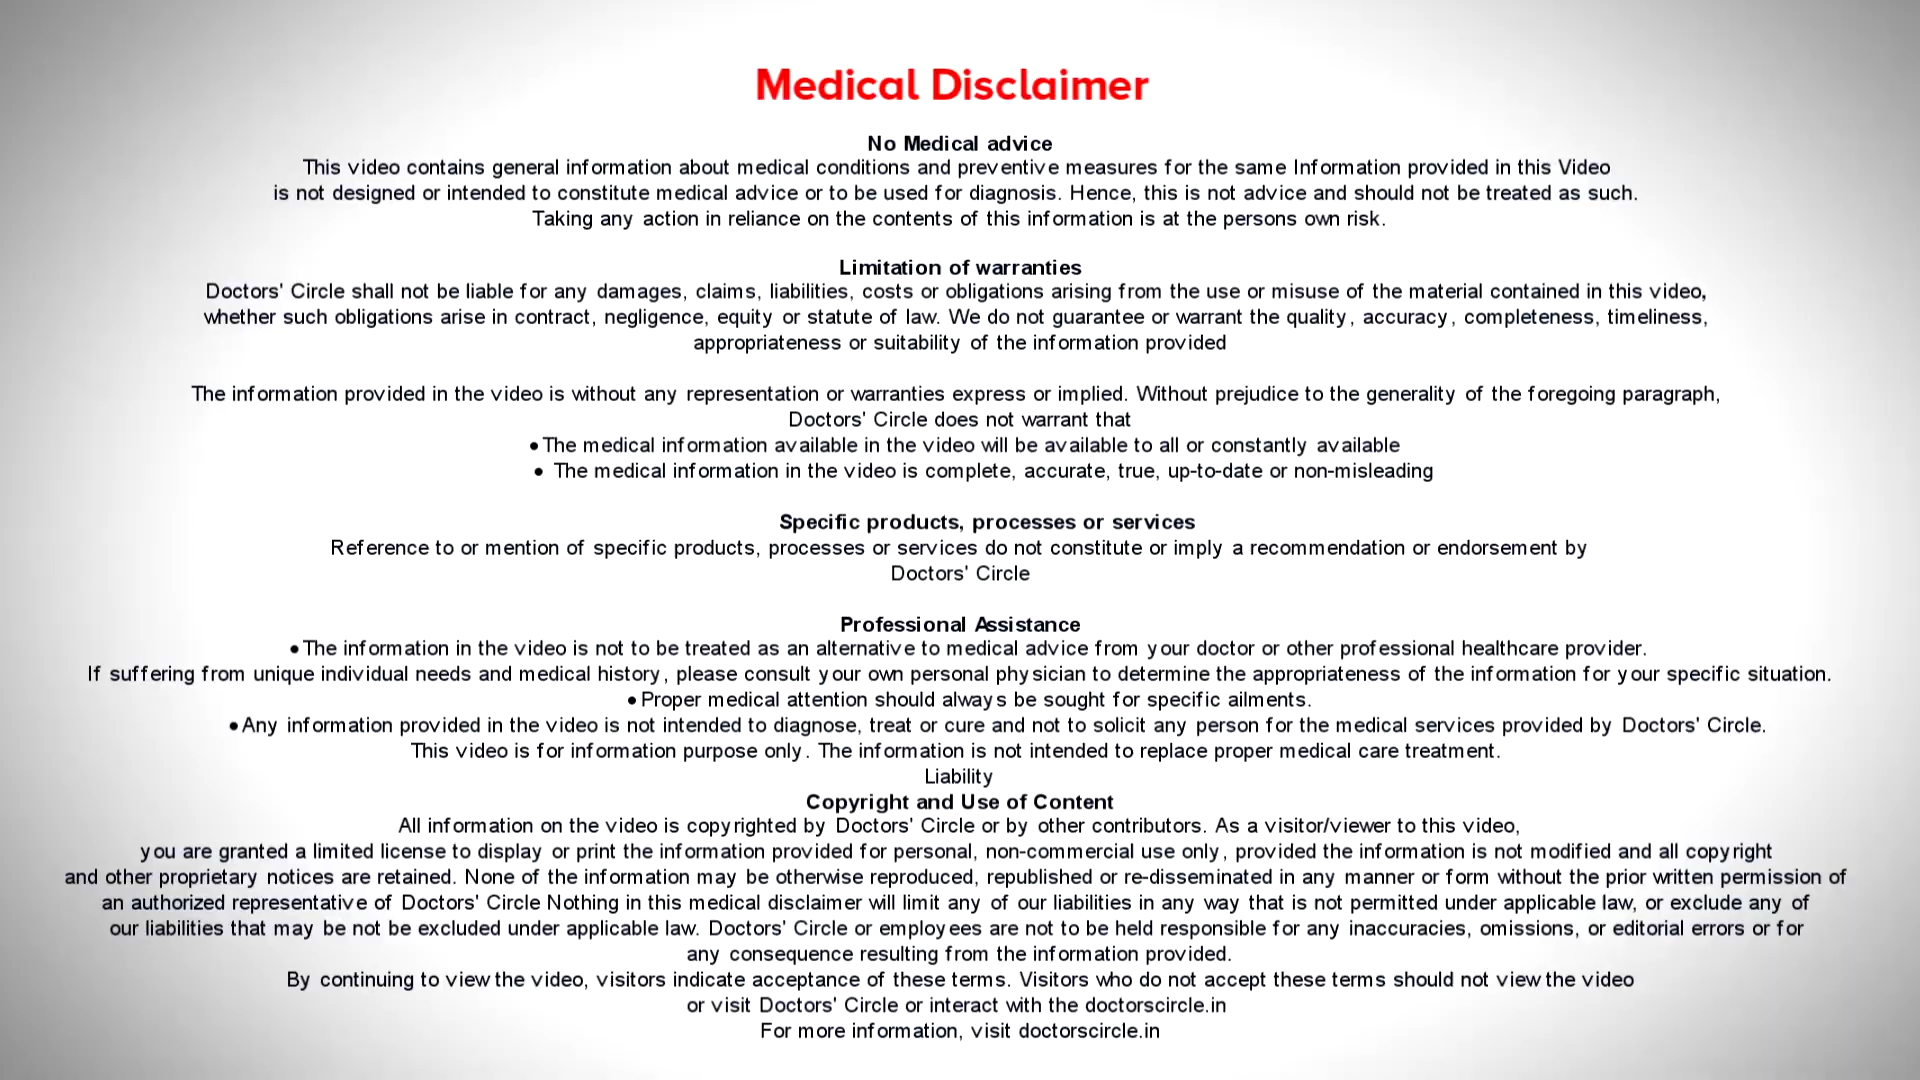 Medical Disclaimer
No Medical advice
This video contains general information about medical conditions and preventive measures for the same Information provided in this Video
is not designed or intended to constitute medical advice or to be used for diagnosis. Hence, this is not advice and should not be treated as such.
Taking any action in reliance on the contents of this information is at the persons own risk.
Limitation of warranties
Doctors' Circle shall not be liable for any damages, claims, liabilities, costs or obligations arising from the use or misuse of the material contained in this video,
whether such obligations arise in contract, negligence, equity or statute of law. We do not guarantee or warrant the quality, accuracy, completeness, timeliness,
appropriateness or suitability of the information provided
The information provided in the video is without any representation or warranties express or implied. Without prejudice to the generality of the foregoing paragraph,
Doctors' Circle does not warrant that
• The medical information available in the video will be available to all or constantly available
• The medical information in the video is complete, accurate, true, up-to-date or non-misleading
Specific products, processes or services
Reference to or mention of specific products, processes or services do not constitute or imply a recommendation or endorsement by
Doctors' Circle
Professional Assistance
• The information in the video is not to be treated as an alternative to medical advice from your doctor or other professional healthcare provider.
If suffering from unique individual needs and medical history, please consult your own personal physician to determine the appropriateness of the information for your specific situation.
• Proper medical attention should always be sought for specific ailments.
• Any information provided in the video is not intended to diagnose, treat or cure and not to solicit any person for the medical services provided by Doctors' Circle.
This video is for information purpose only. The information is not intended to replace proper medical care treatment.
Liability
Copyright and Use of Content
All information on the video is copyrighted by Doctors' Circle or by other contributors. As a visitor/viewer to this video,
you are granted a limited license to display or print the information provided for personal, non-commercial use only, provided the information is not modified and all copyright
and other proprietary notices are retained. None of the information may be otherwise reproduced, republished or re-disseminated in any manner or form without the prior written permission of
an authorized representative of Doctors' Circle Nothing in this medical disclaimer will limit any of our liabilities in any way that is not permitted under applicable law, or exclude any of
our liabilities that may be not be excluded under applicable law. Doctors' Circle or employees are not to be held responsible for any inaccuracies, omissions, or editorial errors or for
any consequence resulting from the information provided.
By continuing to view the video, visitors indicate acceptance of these terms. Visitors who do not accept these terms should not view the video
or visit Doctors' Circle or interact with the doctorscircle.in
For more information, visit doctorscircle.in